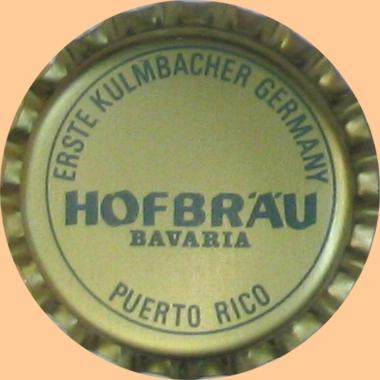 ERSTE KULMBACHER GERMANY
HOFBRÄU
BAVARIA
PUERTO RICO